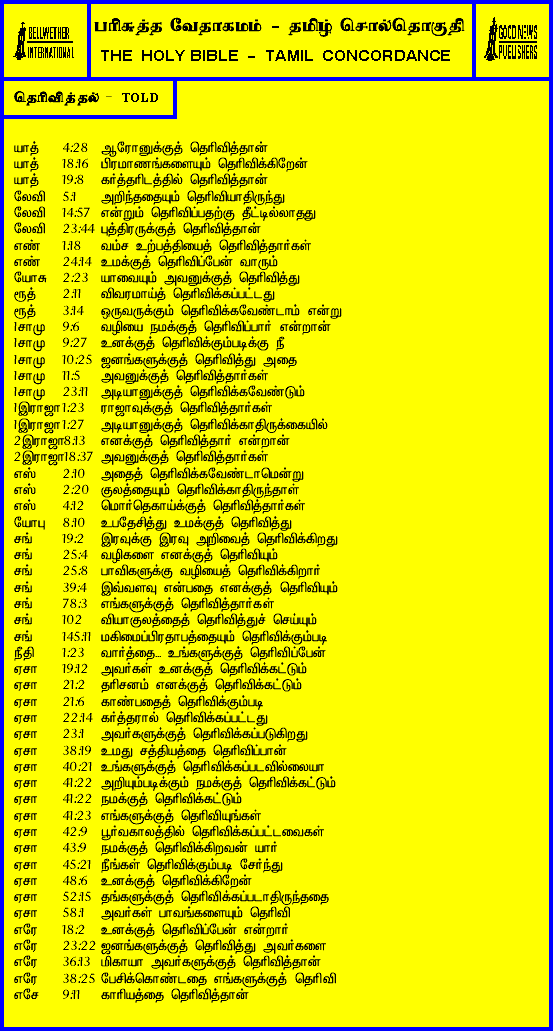 BELLWETHER
INTERNATIONAL
பரிசுத்த வேதாகமம் - தமிழ் சொல்தொகுதி
THE HOLY BIBLE - TAMIL CONCORDANCE
GOOD NEWS
PUBLISHERS
தெரிவித்தல் - TOLD
யாத் 4:28 ஆரோனுக்குத் தெரிவித்தான்
யாத் 18:16 பிரமாணங்களையும் தெரிவிக்கிறேன்
யாத் 19:8 கர்த்தரிடத்தில் தெரிவித்தான்
லேவி 5:1 அறிந்ததையும் தெரிவியாதிருந்து
லேவி 14:57 என்றும் தெரிவிப்பதற்கு தீட்டில்லாதது
லேவி 23:44 புத்திரருக்குத் தெரிவித்தான்
எண் 1:18 வம்ச உற்பத்தியைத் தெரிவித்தார்கள்
எண் 24:14 உமக்குத் தெரிவிப்பேன் வாரும்
யோசு 2:23 யாவையும் அவனுக்குத் தெரிவித்து
ரூத் 2:11 விவரமாய்த் தெரிவிக்கப்பட்டது
ரூத் 3:14 ஒருவருக்கும் தெரிவிக்கவேண்டாம் என்று
1சாமு 9:6 வழியை நமக்குத் தெரிவிப்பார் என்றான்
1சாமு 9:27 உனக்குத் தெரிவிக்கும்படிக்கு நீ
1சாமு 10:25 ஜனங்களுக்குத் தெரிவித்து அதை
1சாமு 11:5 அவனுக்குத் தெரிவித்தார்கள்
1சாமு 23:11 அடியானுக்குத் தெரிவிக்கவேண்டும்
1இராஜா 1:23 ராஜாவுக்குத் தெரிவித்தார்கள்
1இராஜா 1:27 அடியானுக்குத் தெரிவிக்காதிருக்கையில்
2இராஜா 8:13 எனக்குத் தெரிவித்தார் என்றான்
2இராஜா 18:37 அவனுக்குத் தெரிவித்தார்கள்
எஸ் 2:10 அதைத் தெரிவிக்கவேண்டாமென்று
எஸ் 2:20 குலத்தையும் தெரிவிக்காதிருந்தாள்
எஸ் 4:12 மொர்தெகாய்க்குத் தெரிவித்தார்கள்
யோபு 8:10 உபதேசித்து உமக்குத் தெரிவித்து
சங் 19:2 இரவுக்கு இரவு அறிவைத் தெரிவிக்கிறது
சங் 25:4 வழிகளை எனக்குத் தெரிவியும்
சங் 25:8 பாவிகளுக்கு வழியைத் தெரிவிக்கிறார்
சங் 39:4 இவ்வளவு என்பதை எனக்குத் தெரிவியும்
சங் 78:3 எங்களுக்குத் தெரிவித்தார்கள்
சங் 102 வியாகுலத்தைத் தெரிவித்துச் செய்யும்
சங் 145:11 மகிமைப்பிரதாபத்தையும் தெரிவிக்கும்படி
நீதி 1:23 வார்த்தை... உங்களுக்குத் தெரிவிப்பேன்
ஏசா 19:12 அவர்கள் உனக்குத் தெரிவிக்கட்டும்
ஏசா 21:2 தரிசனம் எனக்குத் தெரிவிக்கட்டும்
ஏசா 21:6 காண்பதைத் தெரிவிக்கும்படி
ஏசா 22:14 கர்த்தரால் தெரிவிக்கப்பட்டது
ஏசா 23:1 அவர்களுக்குத் தெரிவிக்கப்படுகிறது
ஏசா 38:19 உமது சத்தியத்தை தெரிவிப்பான்
ஏசா 40:21 உங்களுக்குத் தெரிவிக்கப்படவில்லையா
ஏசா 41:22 அறியும்படிக்கும் நமக்குத் தெரிவிக்கட்டும்
ஏசா 41:22 நமக்குத் தெரிவிக்கட்டும்
ஏசா 41:23 எங்களுக்குத் தெரிவியுங்கள்
ஏசா 42:9 பூர்வகாலத்தில் தெரிவிக்கப்பட்டவைகள்
ஏசா 43:9 நமக்குத் தெரிவிக்கிறவன் யார்
ஏசா 45:21 நீங்கள் தெரிவிக்கும்படி சேர்ந்து
ஏசா 48:6 உனக்குத் தெரிவிக்கிறேன்
ஏசா 52:15 தங்களுக்குத் தெரிவிக்கப்படாதிருந்ததை
ஏசா 58:1 அவர்கள் பாவங்களையும் தெரிவி
எரே 18:2 உனக்குத் தெரிவிப்பேன் என்றார்
எரே 23:22 ஜனங்களுக்குத் தெரிவித்து அவர்களை
எரே 36:13 மிகாயா அவர்களுக்குத் தெரிவித்தான்
எரே 38:25 பேசிக்கொண்டதை எங்களுக்குத் தெரிவி
எசே 9:11 காரியத்தை தெரிவித்தான்